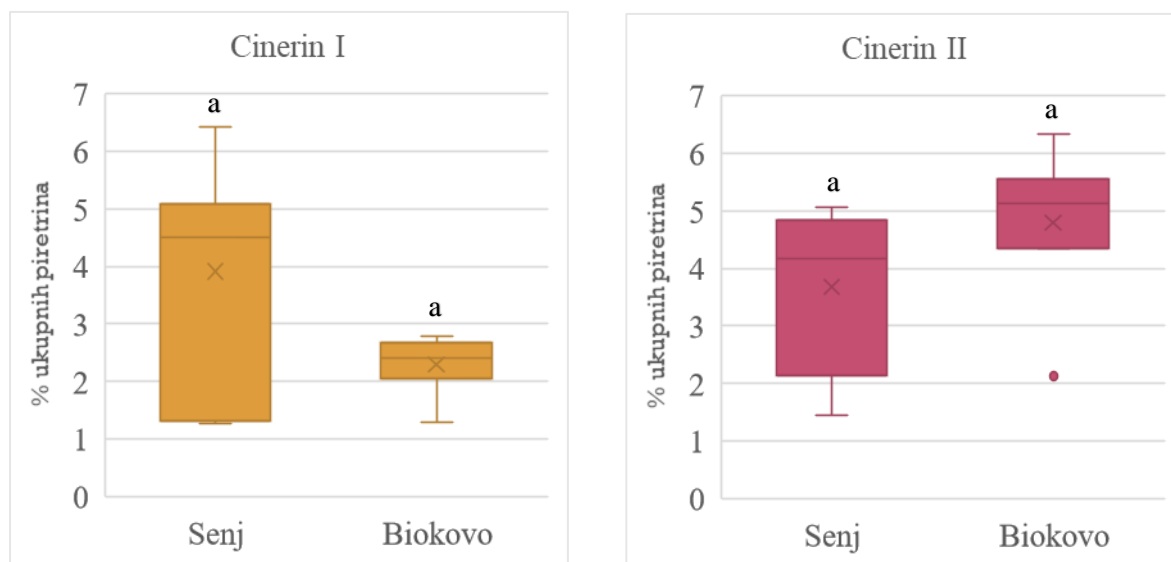 Cinerin I
a
a
% ukupnih piretrina
7
6
5
4
3
2
1
0
Senj
Biokovo
Cinerin II
a
a
% ukupnih piretrina
7
6
5
4
3
2
1
0
Senj
Biokovo